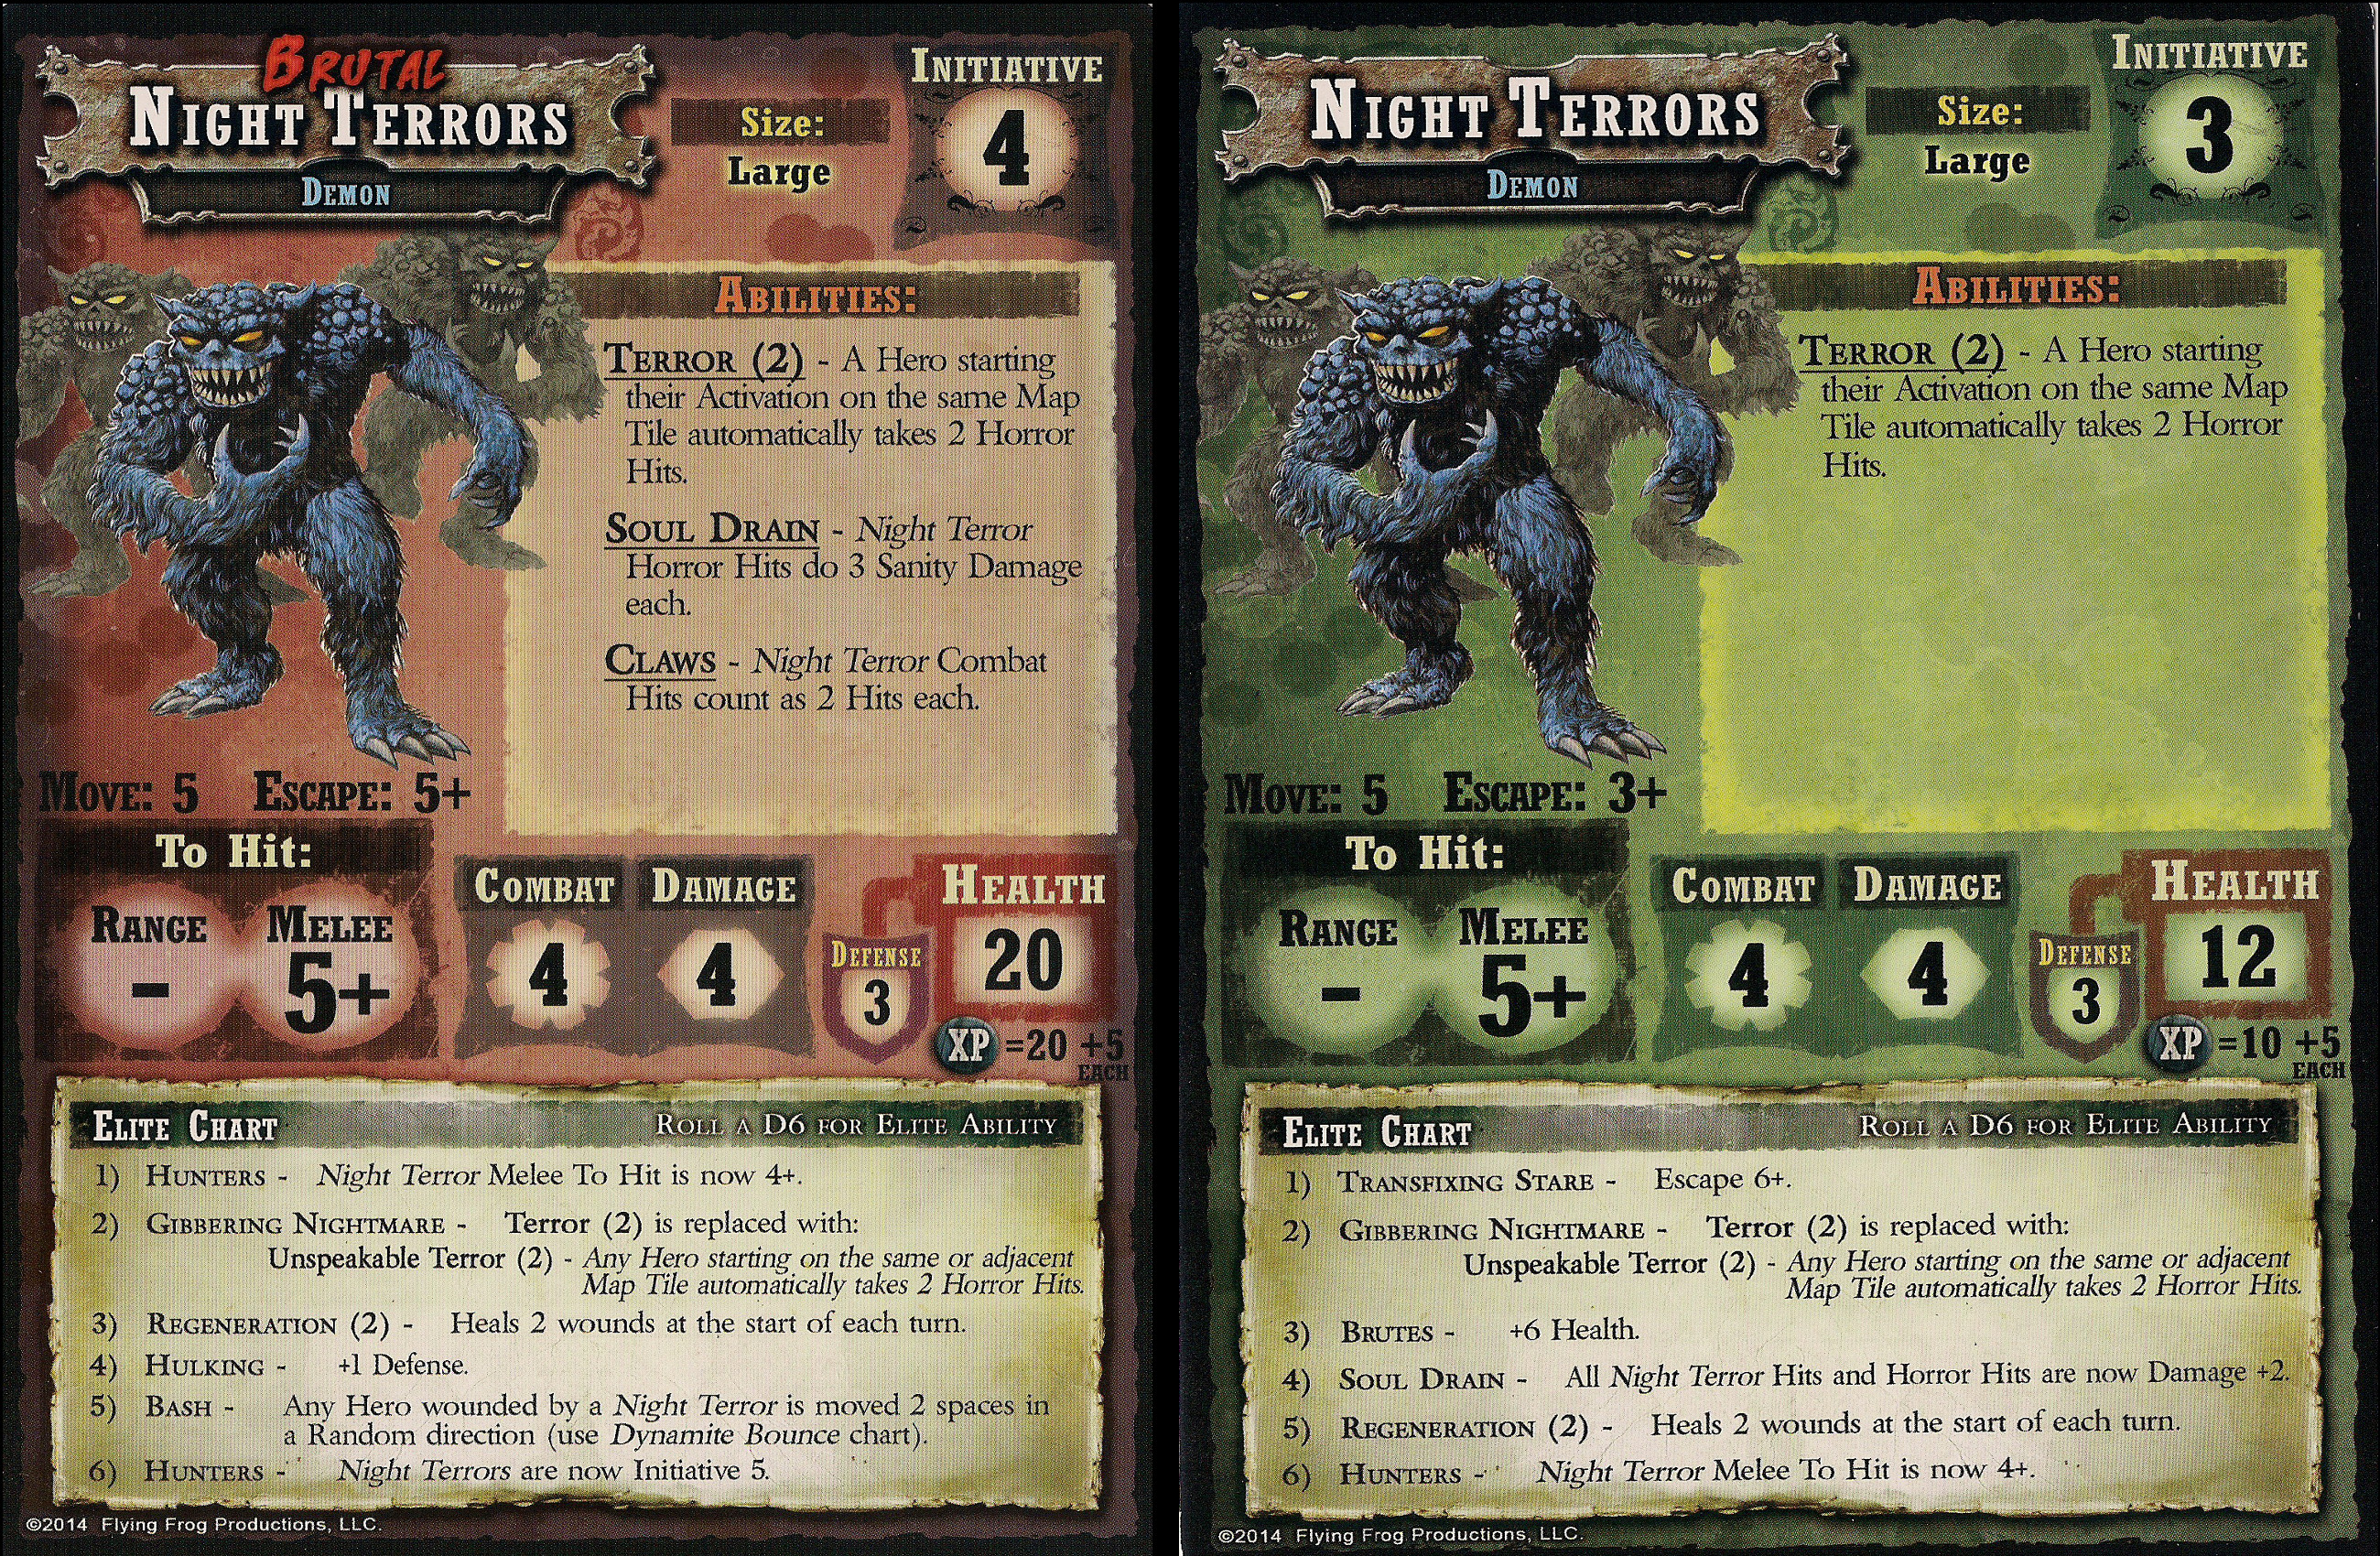 BRUTAL
NIGHT TERRORS
DEMON
Size:
Large
INITIATIVE
4
ABILITIES:
TERROR (2) - A Hero starting
their Activation on the same Map
Tile automatically takes 2 Horror
Hits.
SOUL DRAIN - Night Terror
Horror Hits do 3 Sanity Damage
each.
CLAWS - Night Terror Combat
Hits count as 2 Hits each.
MOVE: 5 ESCAPE: 5+
TO HIT:
RANGE
-
MELEE
5+
COMBAT
4
DAMAGE
4
DEFENSE
3
HEALTH
20
XP =20 +5
EACH
ELITE CHART ROLL A D6 FOR ELITE ABILITY
1) HUNTERS - Night Terror Melee To Hit is now 4+.
2) GIBBERING NIGHTMARE - Terror (2) is replaced with:
Unspeakable Terror (2) - Any Hero starting on the same or adjacent
Map Tile automatically takes 2 Horror Hits.
3) REGENERATION (2) - Heals 2 wounds at the start of each turn.
4) HULKING - +1 Defense.
5) BASH - Any Hero wounded by a Night Terror is moved 2 spaces in
a Random direction (use Dynamite Bounce chart).
6) HUNTERS - Night Terrors are now Initiative 5.
©2014 Flying Frog Productions, LLC.
NIGHT TERRORS
DEMON
Size:
Large
INITIATIVE
3
ABILITIES:
TERROR (2) - A Hero starting
their Activation on the same Map
Tile automatically takes 2 Horror
Hits.
MOVE: 5 ESCAPE: 3+
TO HIT:
RANGE
-
MELEE
5+
COMBAT
4
DAMAGE
4
DEFENSE
3
HEALTH
12
XP =10 +5
EACH
ELITE CHART ROLL A D6 FOR ELITE ABILITY
1) TRANSFIXING STARE - Escape 6+.
2) GIBBERING NIGHTMARE - Terror (2) is replaced with:
Unspeakable Terror (2) - Any Hero starting on the same or adjacent
Map Tile automatically takes 2 Horror Hits.
3) BRUTES - +6 Health.
4) SOUL DRAIN - All Night Terror Hits and Horror Hits are now Damage +2.
5) REGENERATION (2) - Heals 2 wounds at the start of each turn.
6) HUNTERS - Night Terror Melee To Hit is now 4+.
©2014 Flying Frog Productions, LLC.